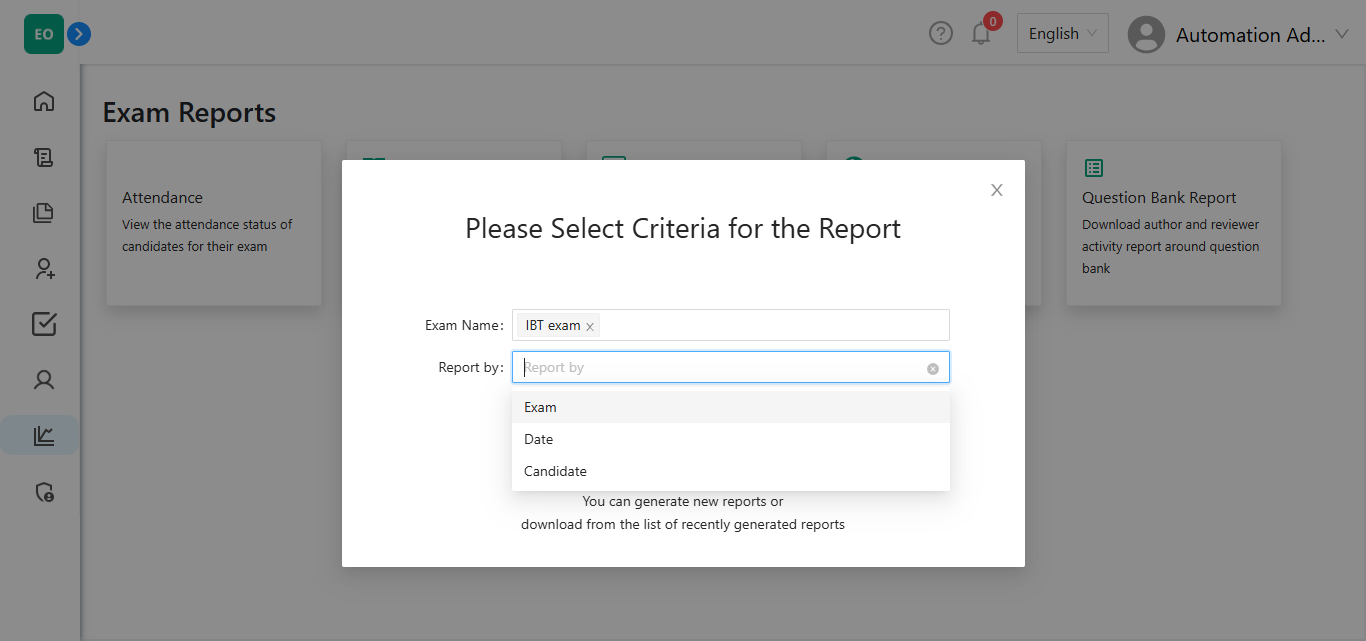 EO
0
English
Automation Ad...
Exam Reports
Attendance
View the attendance status of
candidates for their exam
Question Bank Report
Download author and reviewer
activity report around question
bank
Please Select Criteria for the Report
Exam Name:
IBT exam
Report by:
Report by
Exam
Date
Candidate
You can generate new reports or
download from the list of recently generated reports